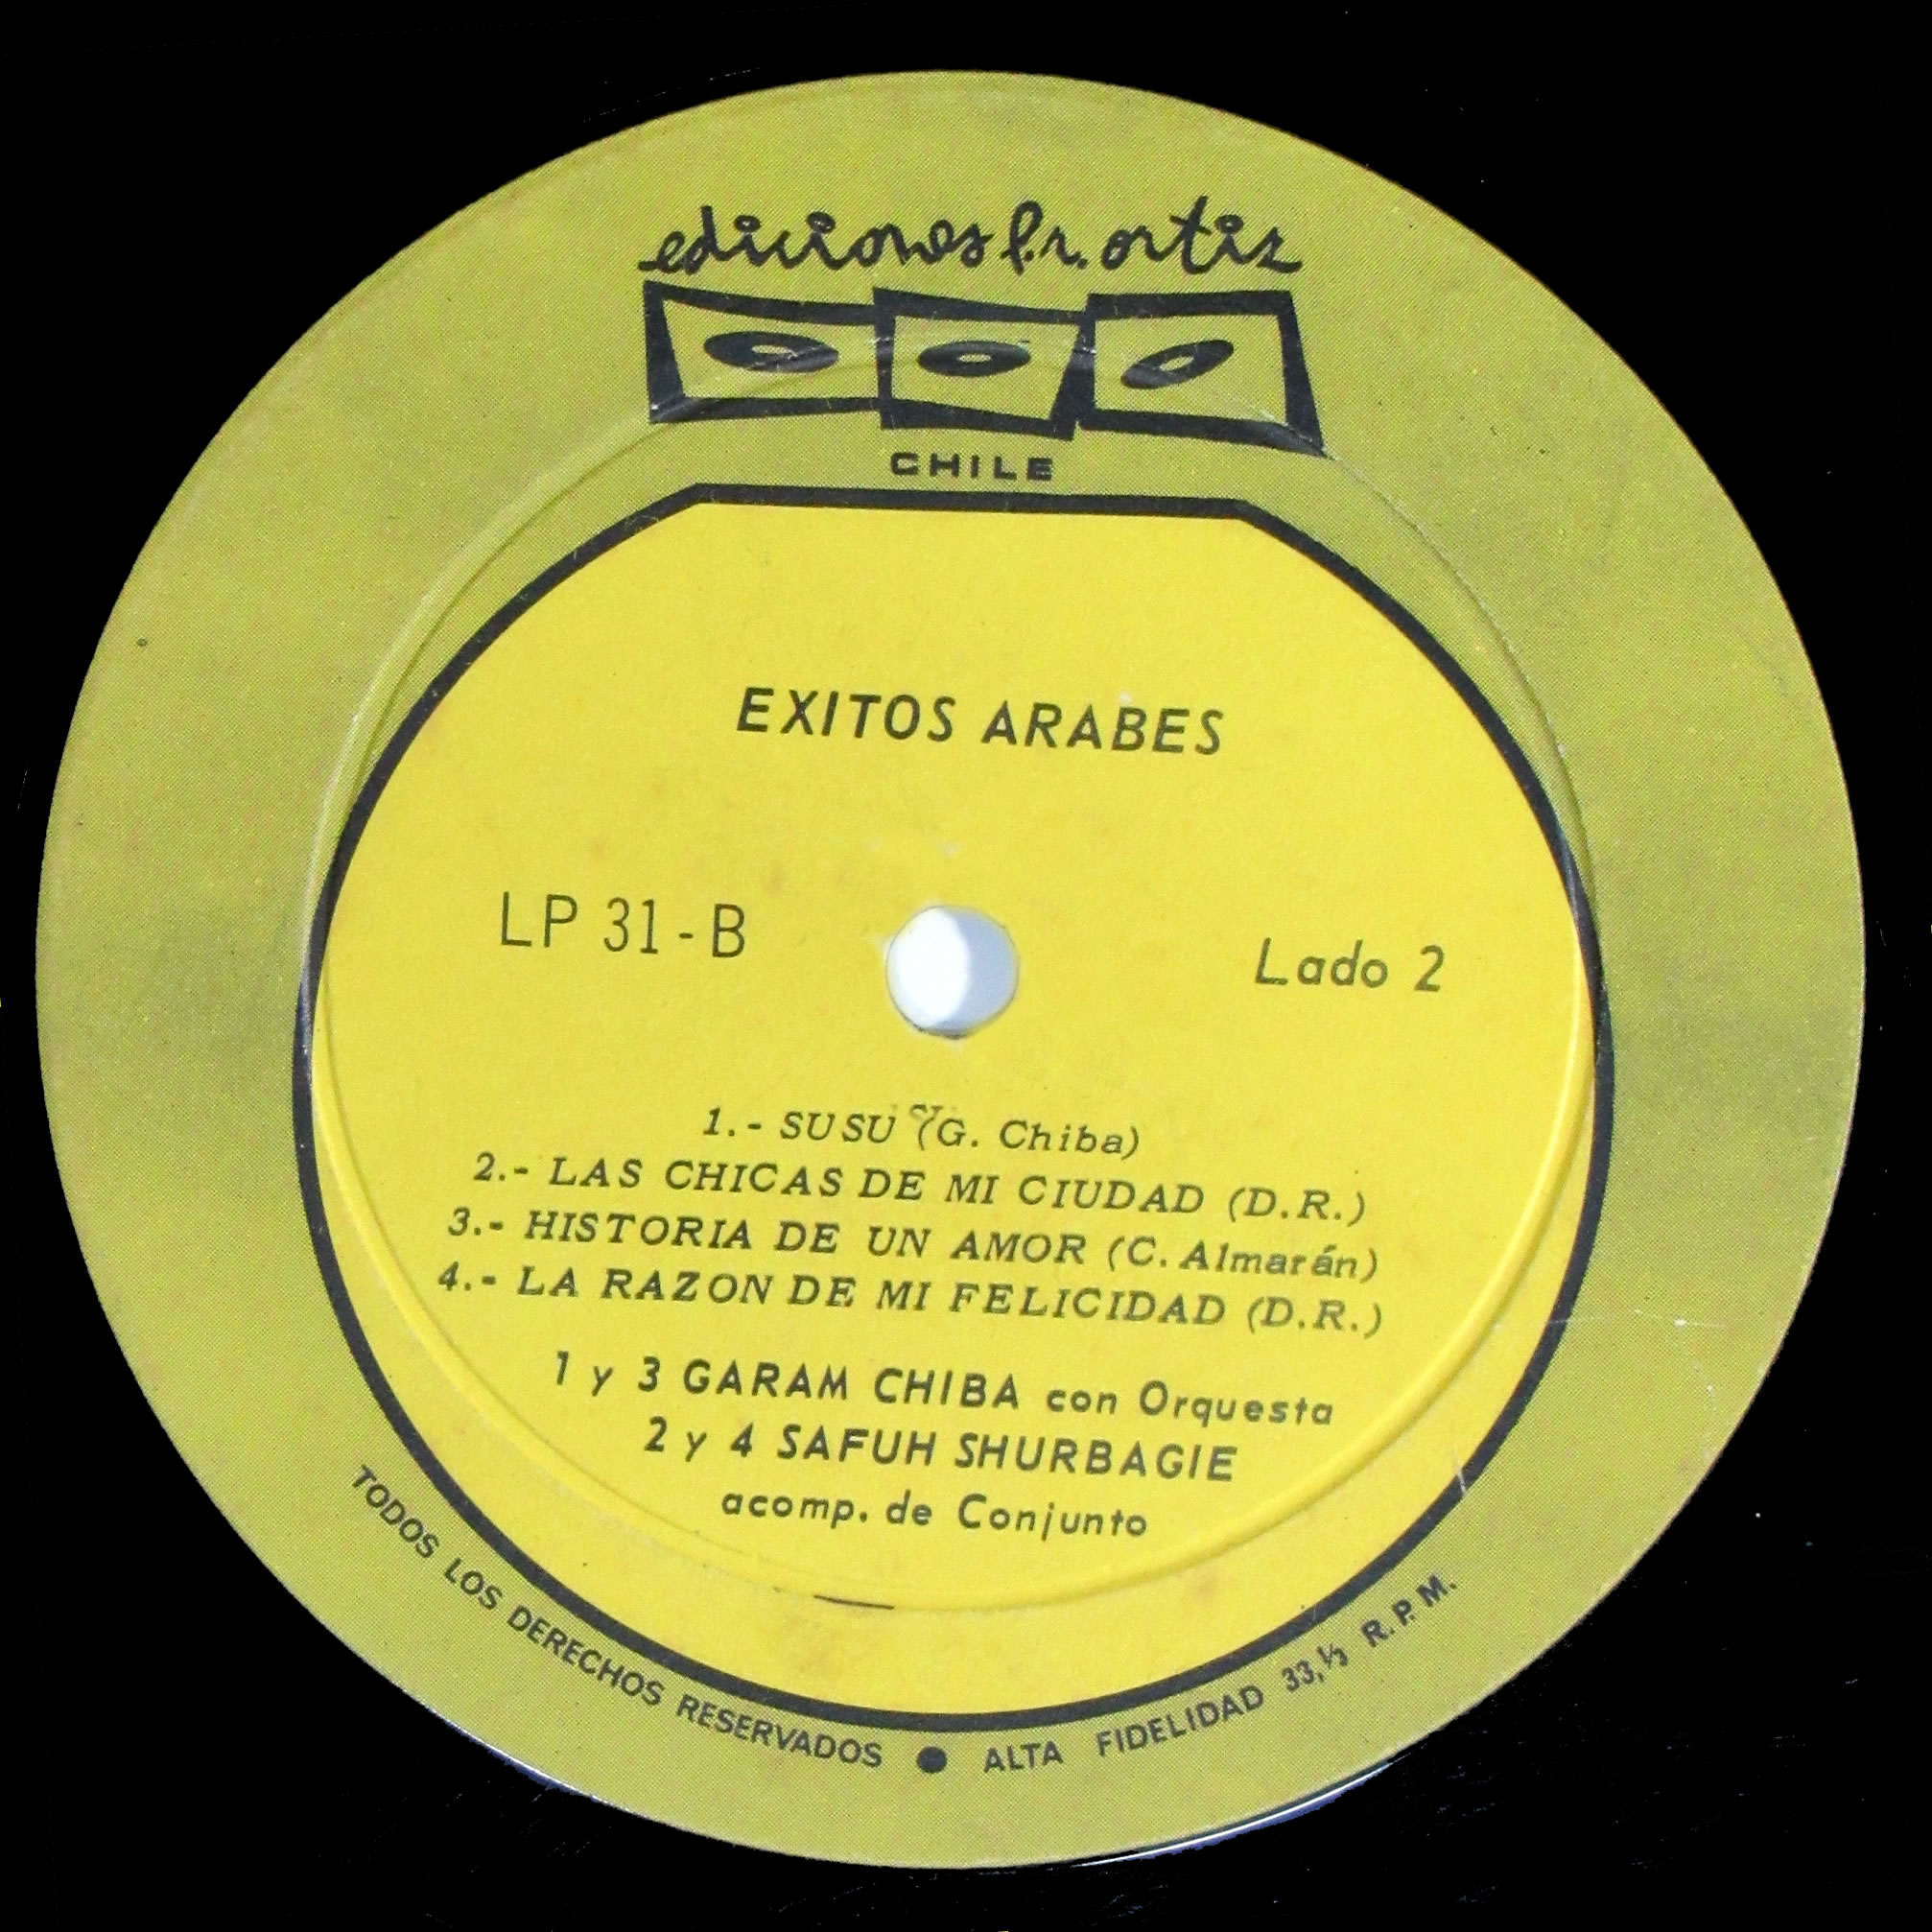 ediciones f.r. ortiz
CHILE
EXITOS ARABES
LP 31-B
Lado 2
1.- SUSU (G. Chiba)
2.- LAS CHICAS DE MI CIUDAD (D.R.)
3.- HISTORIA DE UN AMOR (C. Almarán)
4.- LA RAZON DE MI FELICIDAD (D.R.)
1 y 3 GARAM CHIBA con Orquesta
2 y 4 SAFUH SHURBAGIE
acomp. de Conjunto
TODOS LOS DERECHOS RESERVADOS ● ALTA FIDELIDAD 33,⅓ R.P.M.